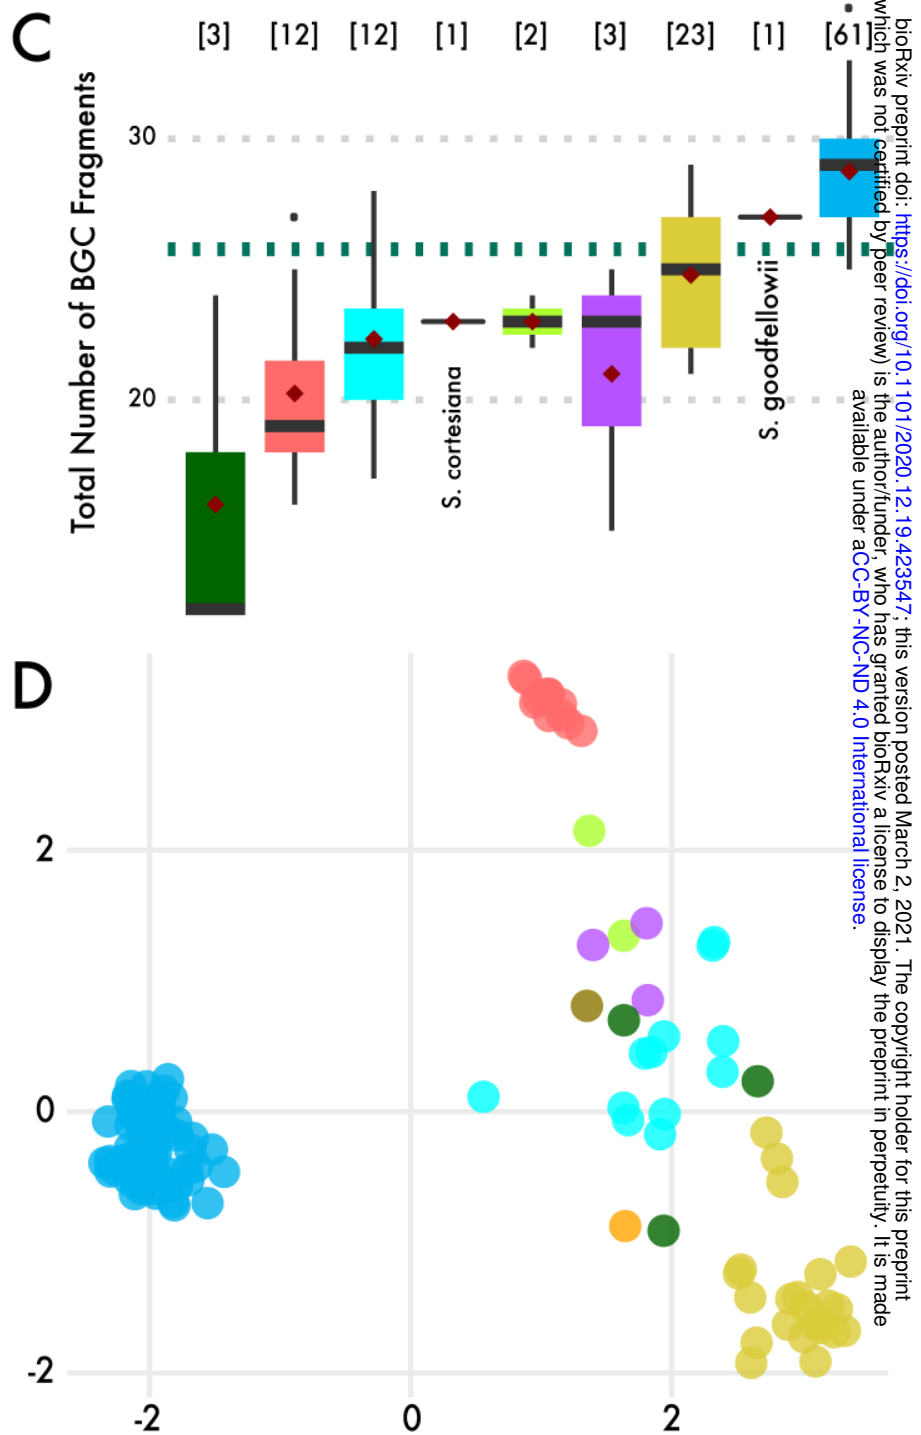 C
[3] [12] [12] [1] [2] [3] [23] [1] [61]
Total Number of BGC Fragments
30
20
S. cortesiana
S. goodfellowii
D
2
0
-2
-2 0 2
bioRxiv preprint doi: https://doi.org/10.1101/2020.12.19.423547; this version posted March 2, 2021. The copyright holder for this preprint
which was not certified by peer review) is the author/funder, who has granted bioRxiv a license to display the preprint in perpetuity. It is made
available under aCC-BY-NC-ND 4.0 International license.